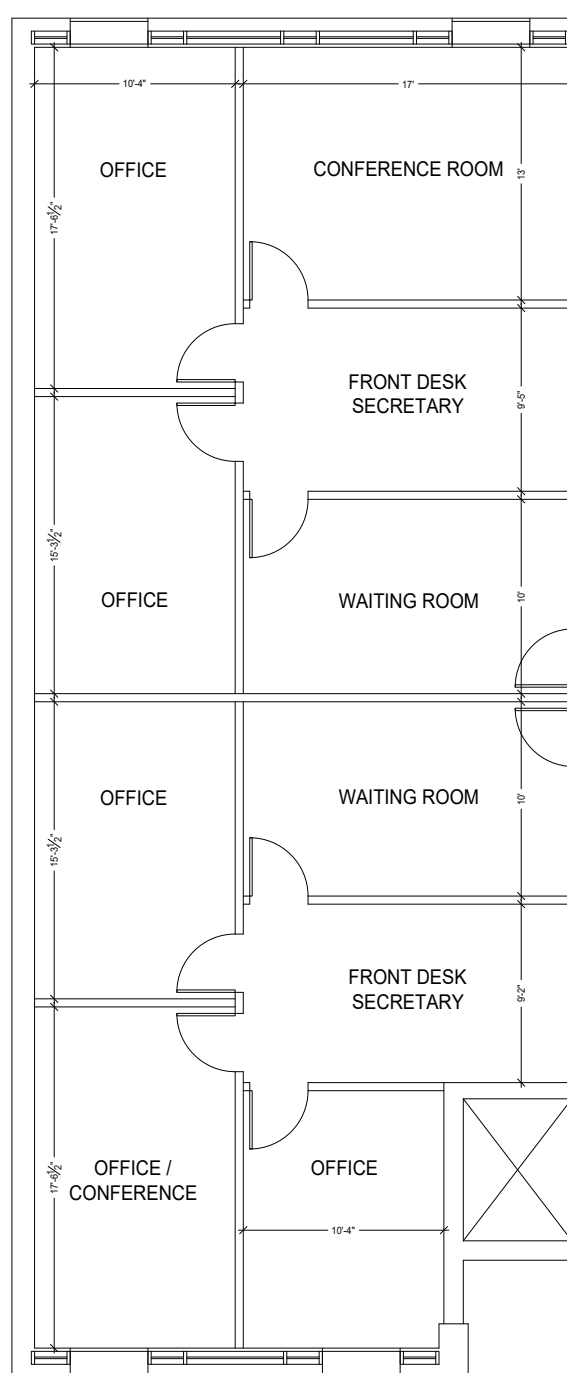 10'-4"
17'
OFFICE
CONFERENCE ROOM
13'
17'-6½"
FRONT DESK
SECRETARY
9'-5"
15'-3½"
OFFICE
WAITING ROOM
10'
OFFICE
WAITING ROOM
10'
15'-3½"
FRONT DESK
SECRETARY
9'-2"
17'-6½"
OFFICE /
CONFERENCE
OFFICE
10'-4"